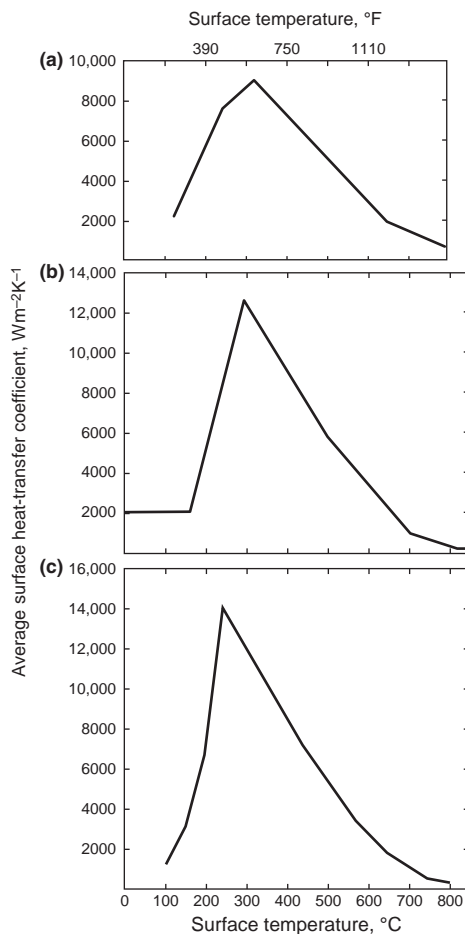 Surface temperature, °F
390 750 1110
(a)
10,000
8000
6000
4000
2000
(b)
14,000
12,000
10,000
8000
6000
4000
2000
(c)
16,000
14,000
12,000
10,000
8000
6000
4000
2000
0 100 200 300 400 500 600 700 800
Surface temperature, °C
Average surface heat-transfer coefficient, Wm–2K–1